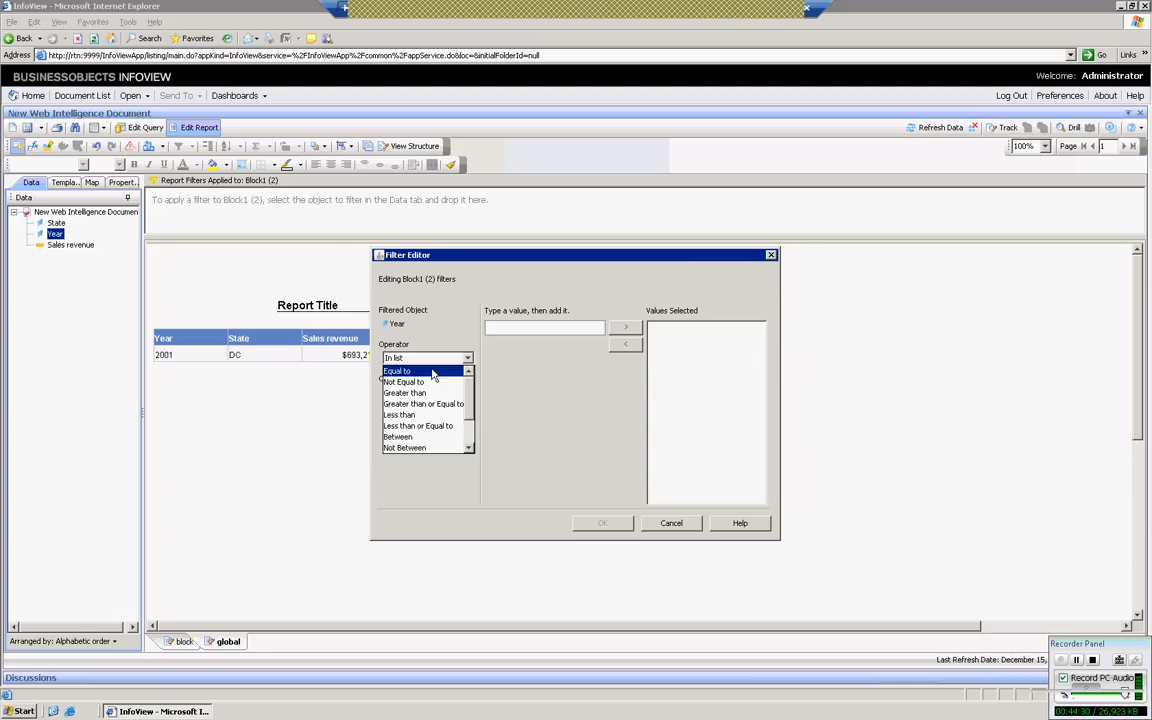 InfoView - Microsoft Internet Explorer
File Edit View Favorites Tools Help
Back Search Favorites
Address http://rtn:9999/InfoViewApp/listing/main.do?appKind=InfoView&service=%2FInfoViewApp%2Fcommon%2FappService.do&loc=&initialFolderId=null Go Links
BUSINESSOBJECTS INFOVIEW Welcome: Administrator
Home Document List Open Send To Dashboards Log Out Preferences About Help
New Web Intelligence Document
Edit Query Edit Report Refresh Data Track Drill
View Structure 100% Page 1
Data Templa.. Map Propert..
Report Filters Applied to: Block1 (2)
Data
To apply a filter to Block1 (2), select the object to filter in the Data tab and drop it here.
New Web Intelligence Documen
State
Year
Sales revenue
Report Title
Year State Sales revenue
2001 DC $693,2
Filter Editor
Editing Block1 (2) filters
Filtered Object
Year
Operator
In list
Equal to
Not Equal to
Greater than
Greater than or Equal to
Less than
Less than or Equal to
Between
Not Between
Type a value, then add it.
>
<
Values Selected
OK Cancel Help
Arranged by: Alphabetic order
block global
Last Refresh Date: December 15,
Discussions
Recorder Panel
Record PC Audio
00:44:30 / 26,923 KB
Start InfoView - Microsoft I...